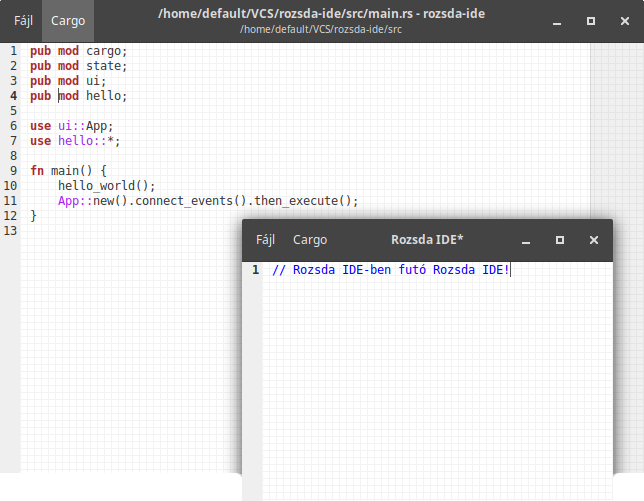 Fájl Cargo /home/default/VCS/rozsda-ide/src/main.rs - rozsda-ide
/home/default/VCS/rozsda-ide/src
1 pub mod cargo;
2 pub mod state;
3 pub mod ui;
4 pub mod hello;
5
6 use ui::App;
7 use hello::*;
8
9 fn main() {
10     hello_world();
11     App::new().connect_events().then_execute();
12 }
13
Fájl Cargo Rozsda IDE*
1 // Rozsda IDE-ben futó Rozsda IDE!